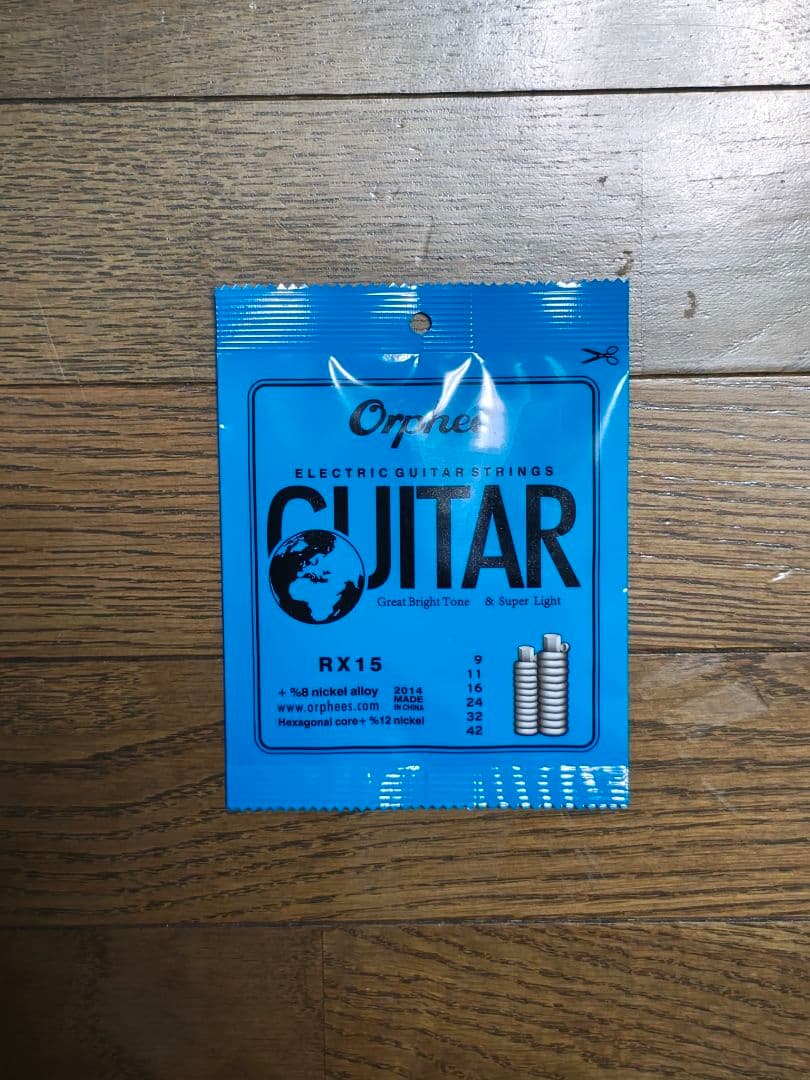 Orphee
ELECTRIC GUITAR STRINGS
GUITAR
Great Bright Tone & Super Light
RX15
+ %8 nickel alloy
www.orphees.com
Hexagonal core+ %12 nickel
2014
MADE
IN CHINA
9
11
16
24
32
42